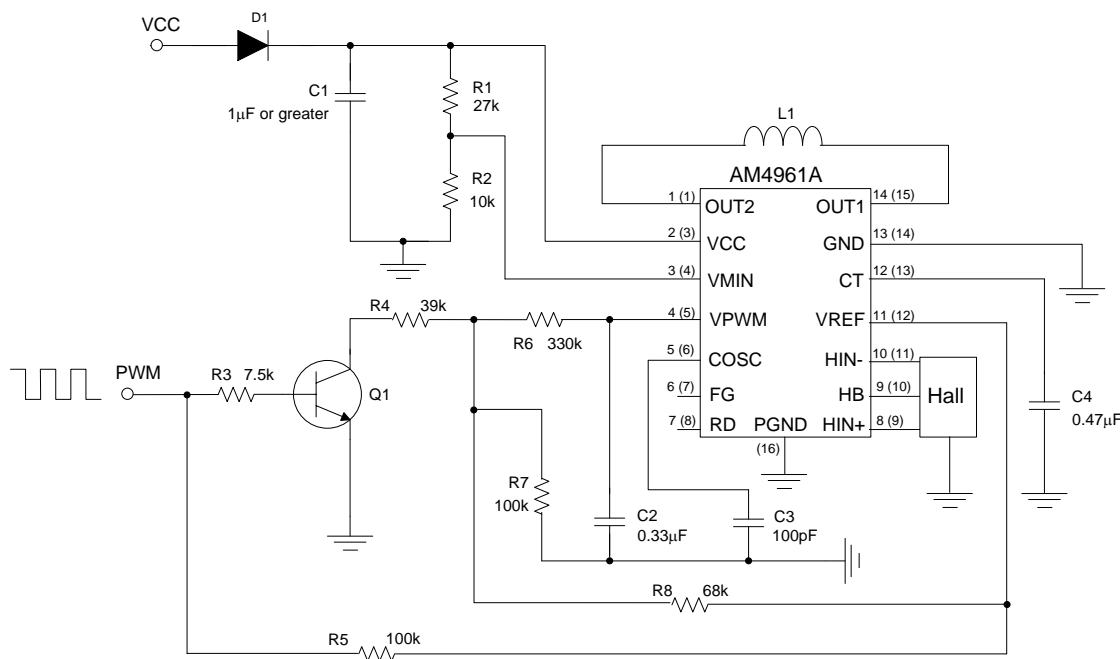 VCC
D1
C1
1μF or greater
R1
27k
R2
10k
L1
AM4961A
1 (1)
OUT2
OUT1
14 (15)
2 (3)
VCC
GND
13 (14)
3 (4)
VMIN
CT
12 (13)
4 (5)
VPWM
VREF
11 (12)
5 (6)
COSC
HIN-
10 (11)
6 (7)
FG
HB
9 (10)
7 (8)
RD
PGND
HIN+
8 (9)
(16)
Hall
R4
39k
R6
330k
PWM
R3
7.5k
Q1
R7
100k
C2
0.33μF
C3
100pF
C4
0.47μF
R8
68k
R5
100k